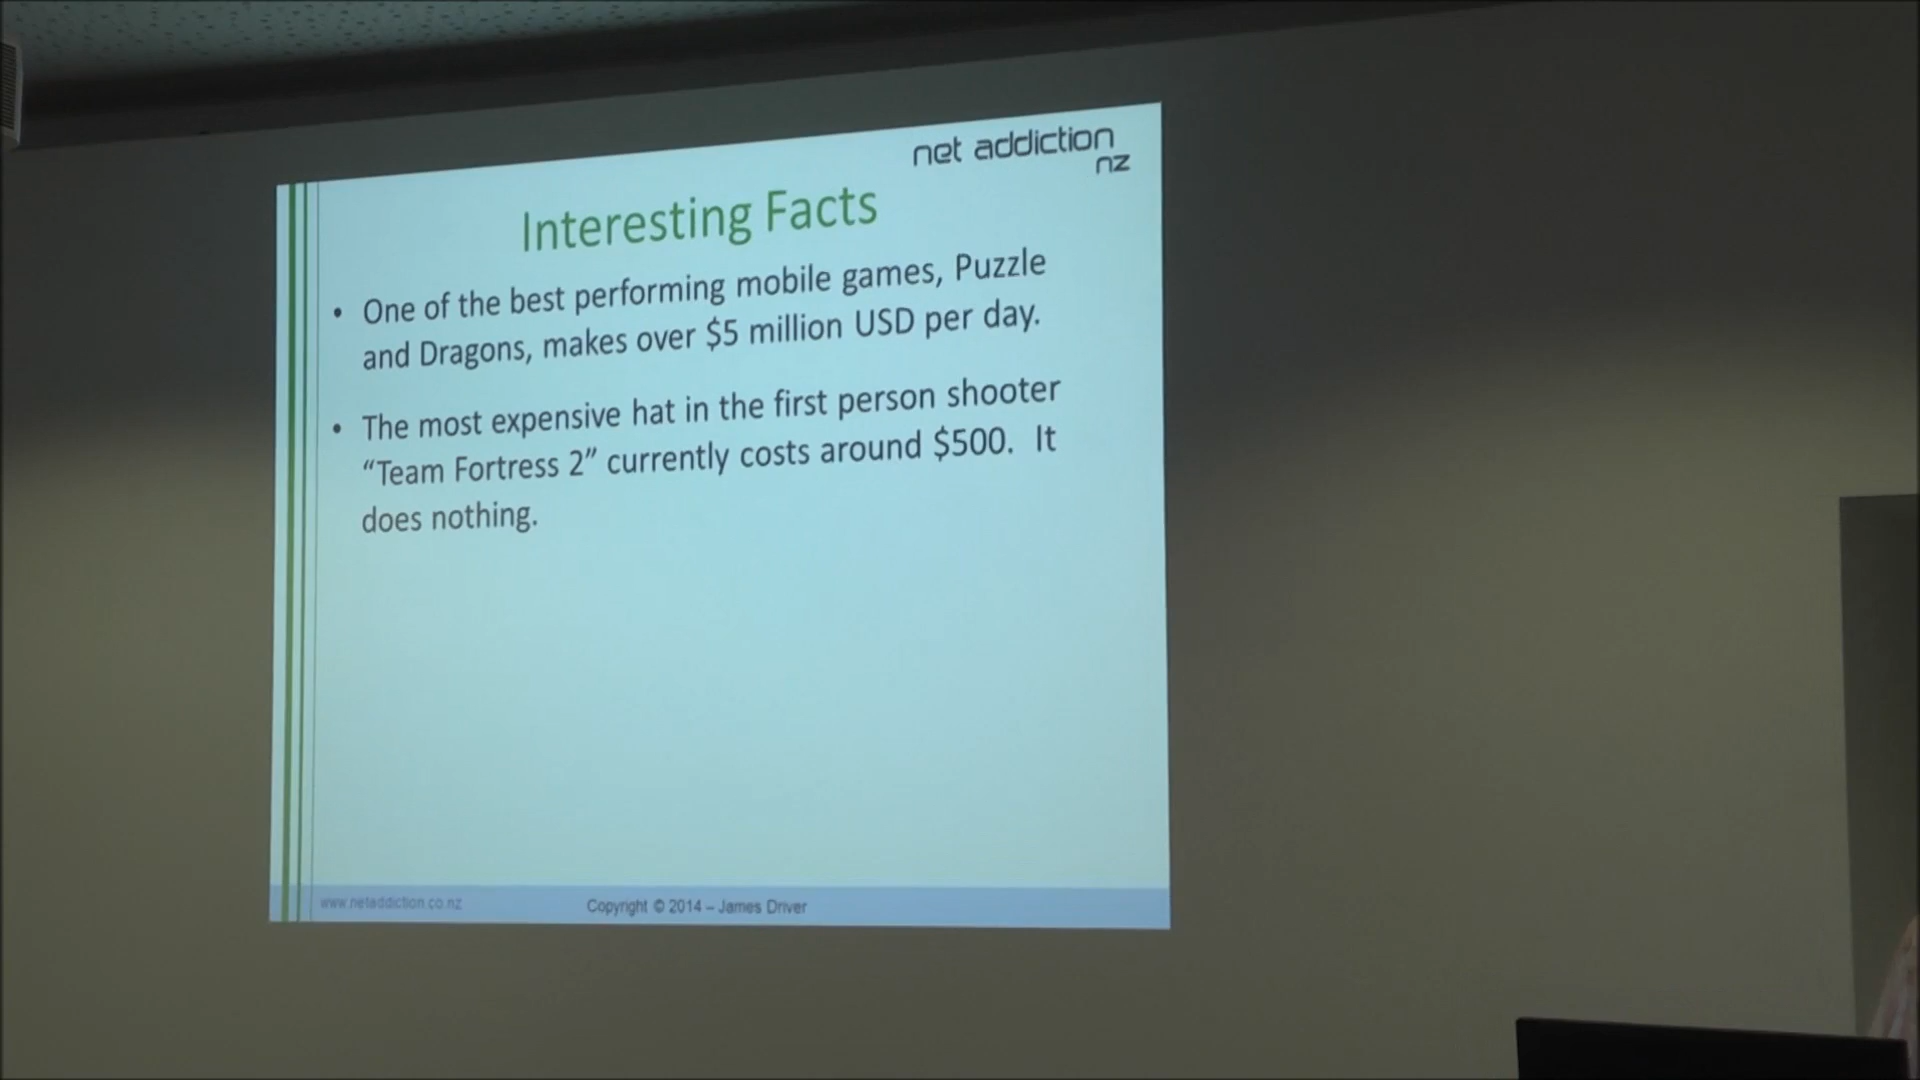 net addiction
nz
Interesting Facts
• One of the best performing mobile games, Puzzle
and Dragons, makes over $5 million USD per day.
• The most expensive hat in the first person shooter
“Team Fortress 2” currently costs around $500.  It
does nothing.
www.netaddiction.co.nz
Copyright © 2014 – James Driver